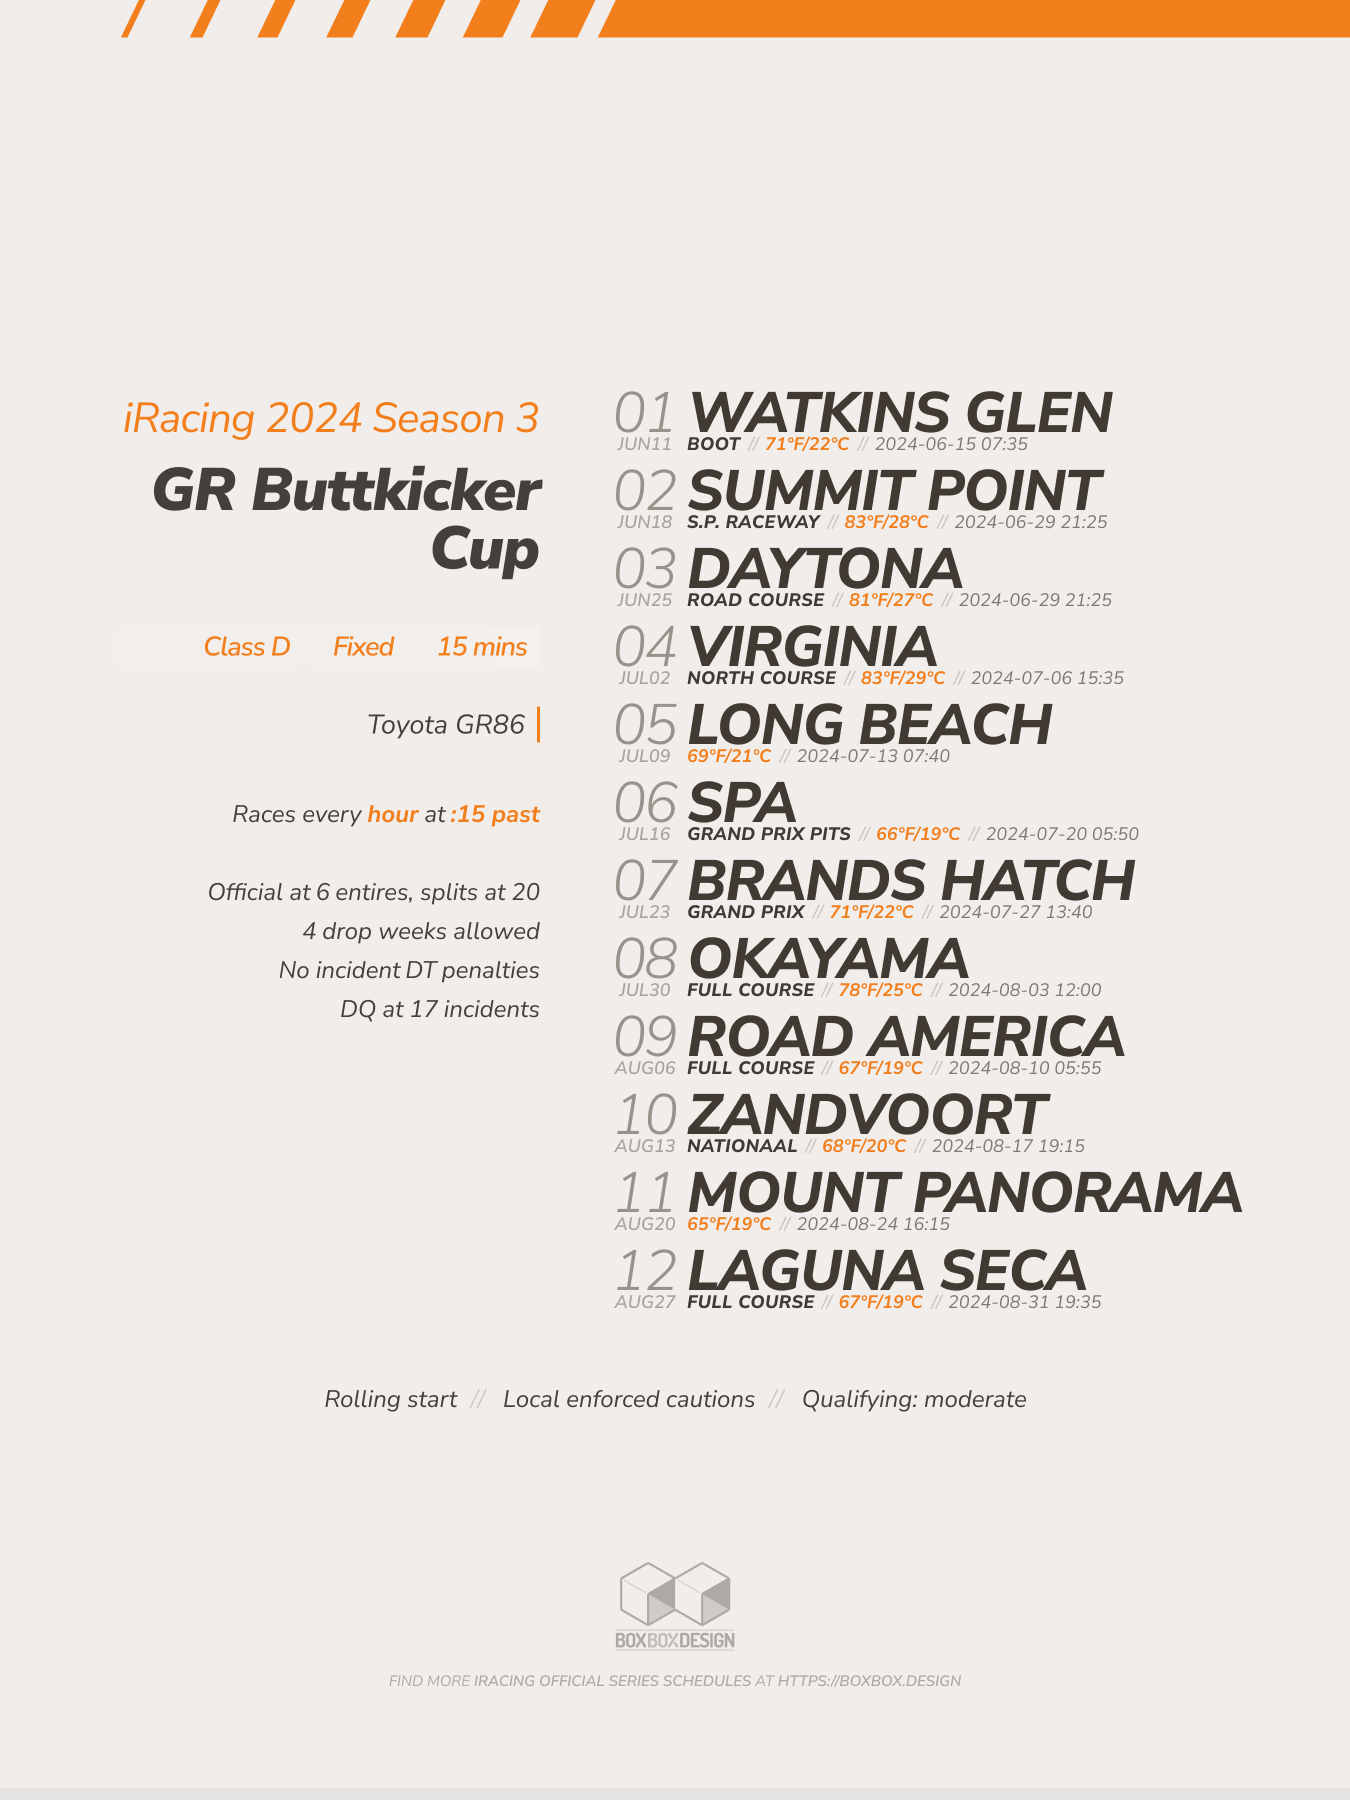 iRacing 2024 Season 3
GR Buttkicker
Cup
Class D // Fixed // 15 mins
Toyota GR86
Races every hour at :15 past
Official at 6 entires, splits at 20
4 drop weeks allowed
No incident DT penalties
DQ at 17 incidents
01 WATKINS GLEN
JUN11 BOOT // 71°F/22°C // 2024-06-15 07:35
02 SUMMIT POINT
JUN18 S.P. RACEWAY // 83°F/28°C // 2024-06-29 21:25
03 DAYTONA
JUN25 ROAD COURSE // 81°F/27°C // 2024-06-29 21:25
04 VIRGINIA
JUL02 NORTH COURSE // 83°F/29°C // 2024-07-06 15:35
05 LONG BEACH
JUL09 69°F/21°C // 2024-07-13 07:40
06 SPA
JUL16 GRAND PRIX PITS // 66°F/19°C // 2024-07-20 05:50
07 BRANDS HATCH
JUL23 GRAND PRIX // 71°F/22°C // 2024-07-27 13:40
08 OKAYAMA
JUL30 FULL COURSE // 78°F/25°C // 2024-08-03 12:00
09 ROAD AMERICA
AUG06 FULL COURSE // 67°F/19°C // 2024-08-10 05:55
10 ZANDVOORT
AUG13 NATIONAAL // 68°F/20°C // 2024-08-17 19:15
11 MOUNT PANORAMA
AUG20 65°F/19°C // 2024-08-24 16:15
12 LAGUNA SECA
AUG27 FULL COURSE // 67°F/19°C // 2024-08-31 19:35
Rolling start // Local enforced cautions // Qualifying: moderate
BOXBOXDESIGN
FIND MORE IRACING OFFICIAL SERIES SCHEDULES AT HTTPS://BOXBOX.DESIGN